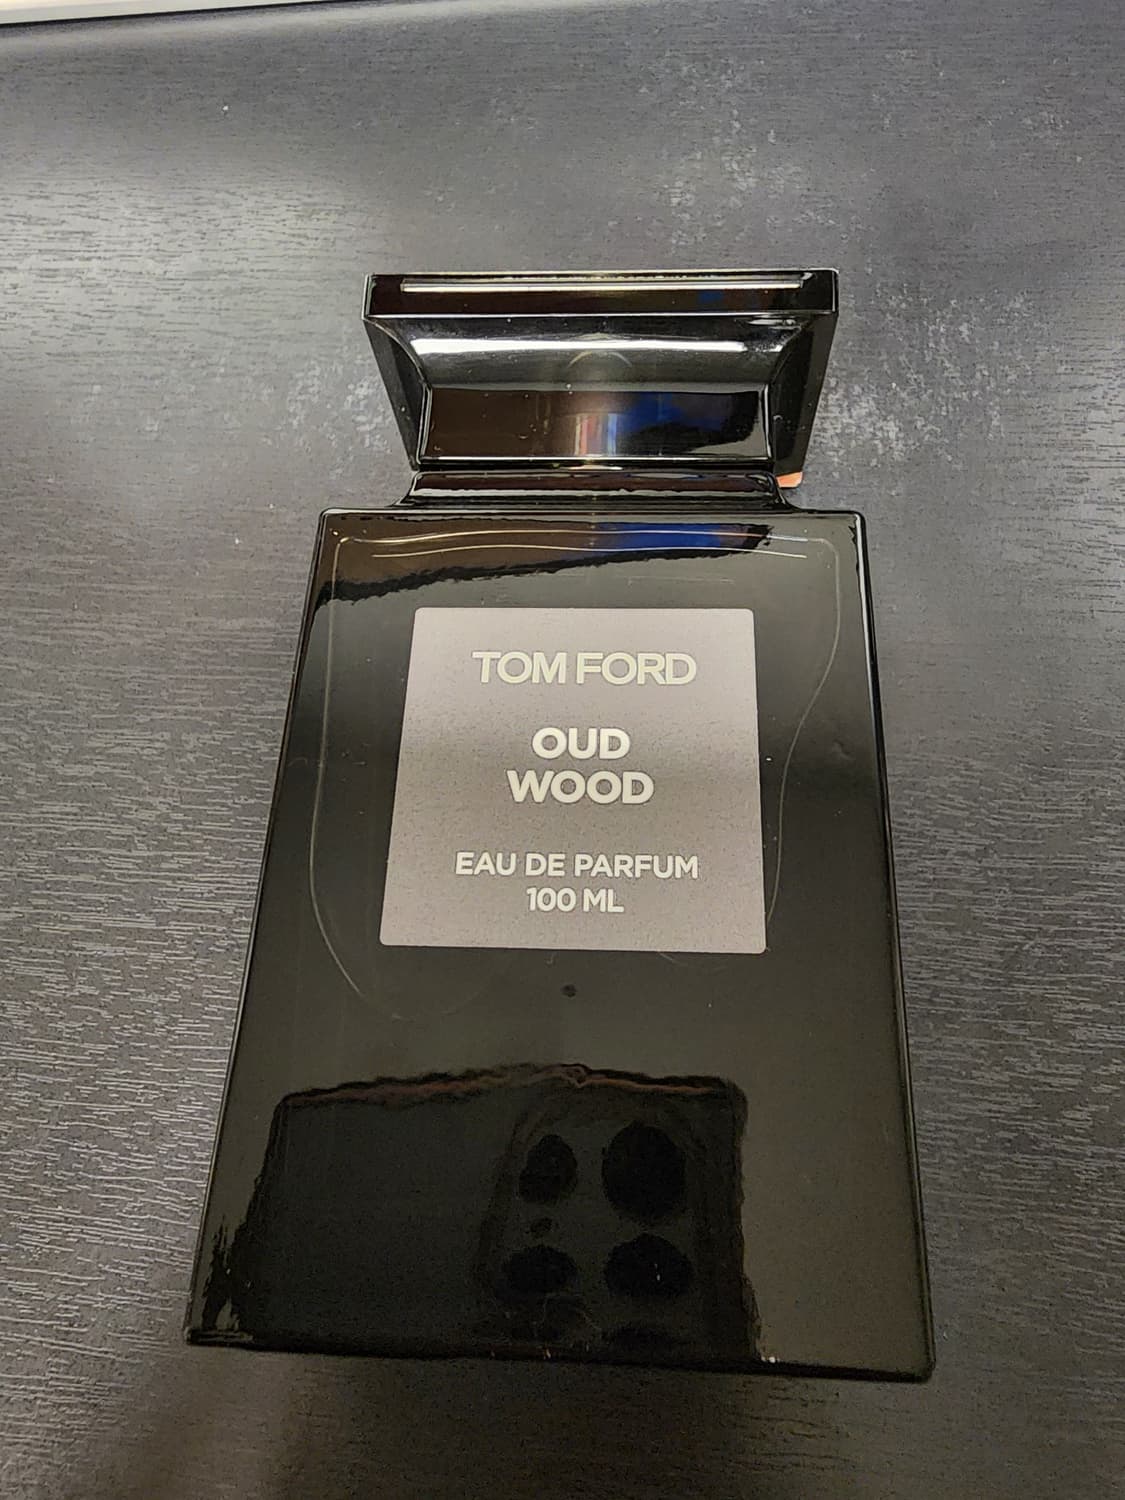 TOM FORD
OUD
WOOD
EAU DE PARFUM
100 ML